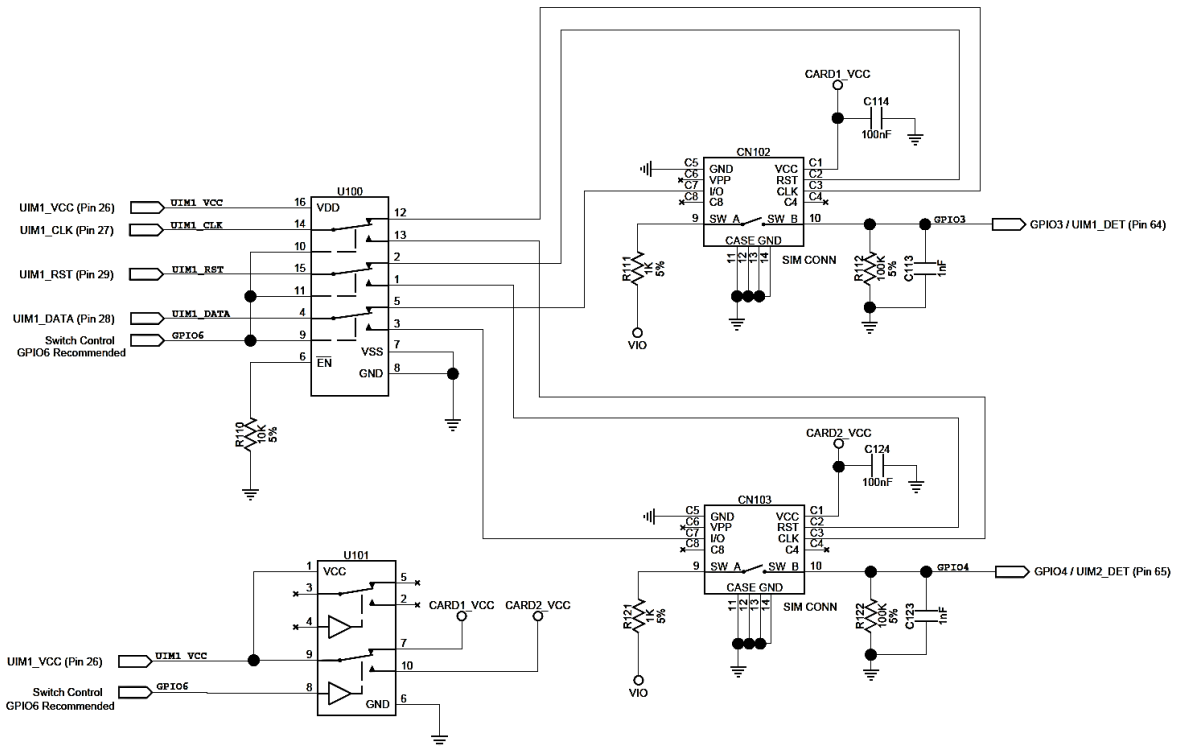 CARD1_VCC
C114
100nF
CN102
C5 GND VCC C1
C6 VPP RST C2
C7 I/O CLK C3
C8 C8 C4 C4
9 SW A SW B 10 GPIO3
GPIO3 / UIM1_DET (Pin 64)
CASE GND
11 12 13 14
SIM CONN
R111
1K
5%
VIO
R112
100K
5%
C113
1nF
U100
UIM1_VCC (Pin 26) UIM1 VCC 16 VDD
UIM1_CLK (Pin 27) UIM1_CLK 14
12
13
10
UIM1_RST (Pin 29) UIM1_RST 15
2
1
11
UIM1_DATA (Pin 28) UIM1_DATA 4
5
3
Switch Control
GPIO6 Recommended
GPIO6 9
6 EN
VSS 7
GND 8
R110
10K
5%
CARD2_VCC
C124
100nF
CN103
C5 GND VCC C1
C6 VPP RST C2
C7 I/O CLK C3
C8 C8 C4 C4
9 SW A SW B 10 GPIO4
GPIO4 / UIM2_DET (Pin 65)
CASE GND
11 12 13 14
SIM CONN
R121
1K
5%
VIO
R122
100K
5%
C123
1nF
U101
1 VCC
3
5
2
4
CARD1_VCC CARD2_VCC
UIM1_VCC (Pin 26) UIM1 VCC 9
7
10
Switch Control
GPIO6 Recommended
GPIO6 8
GND 6